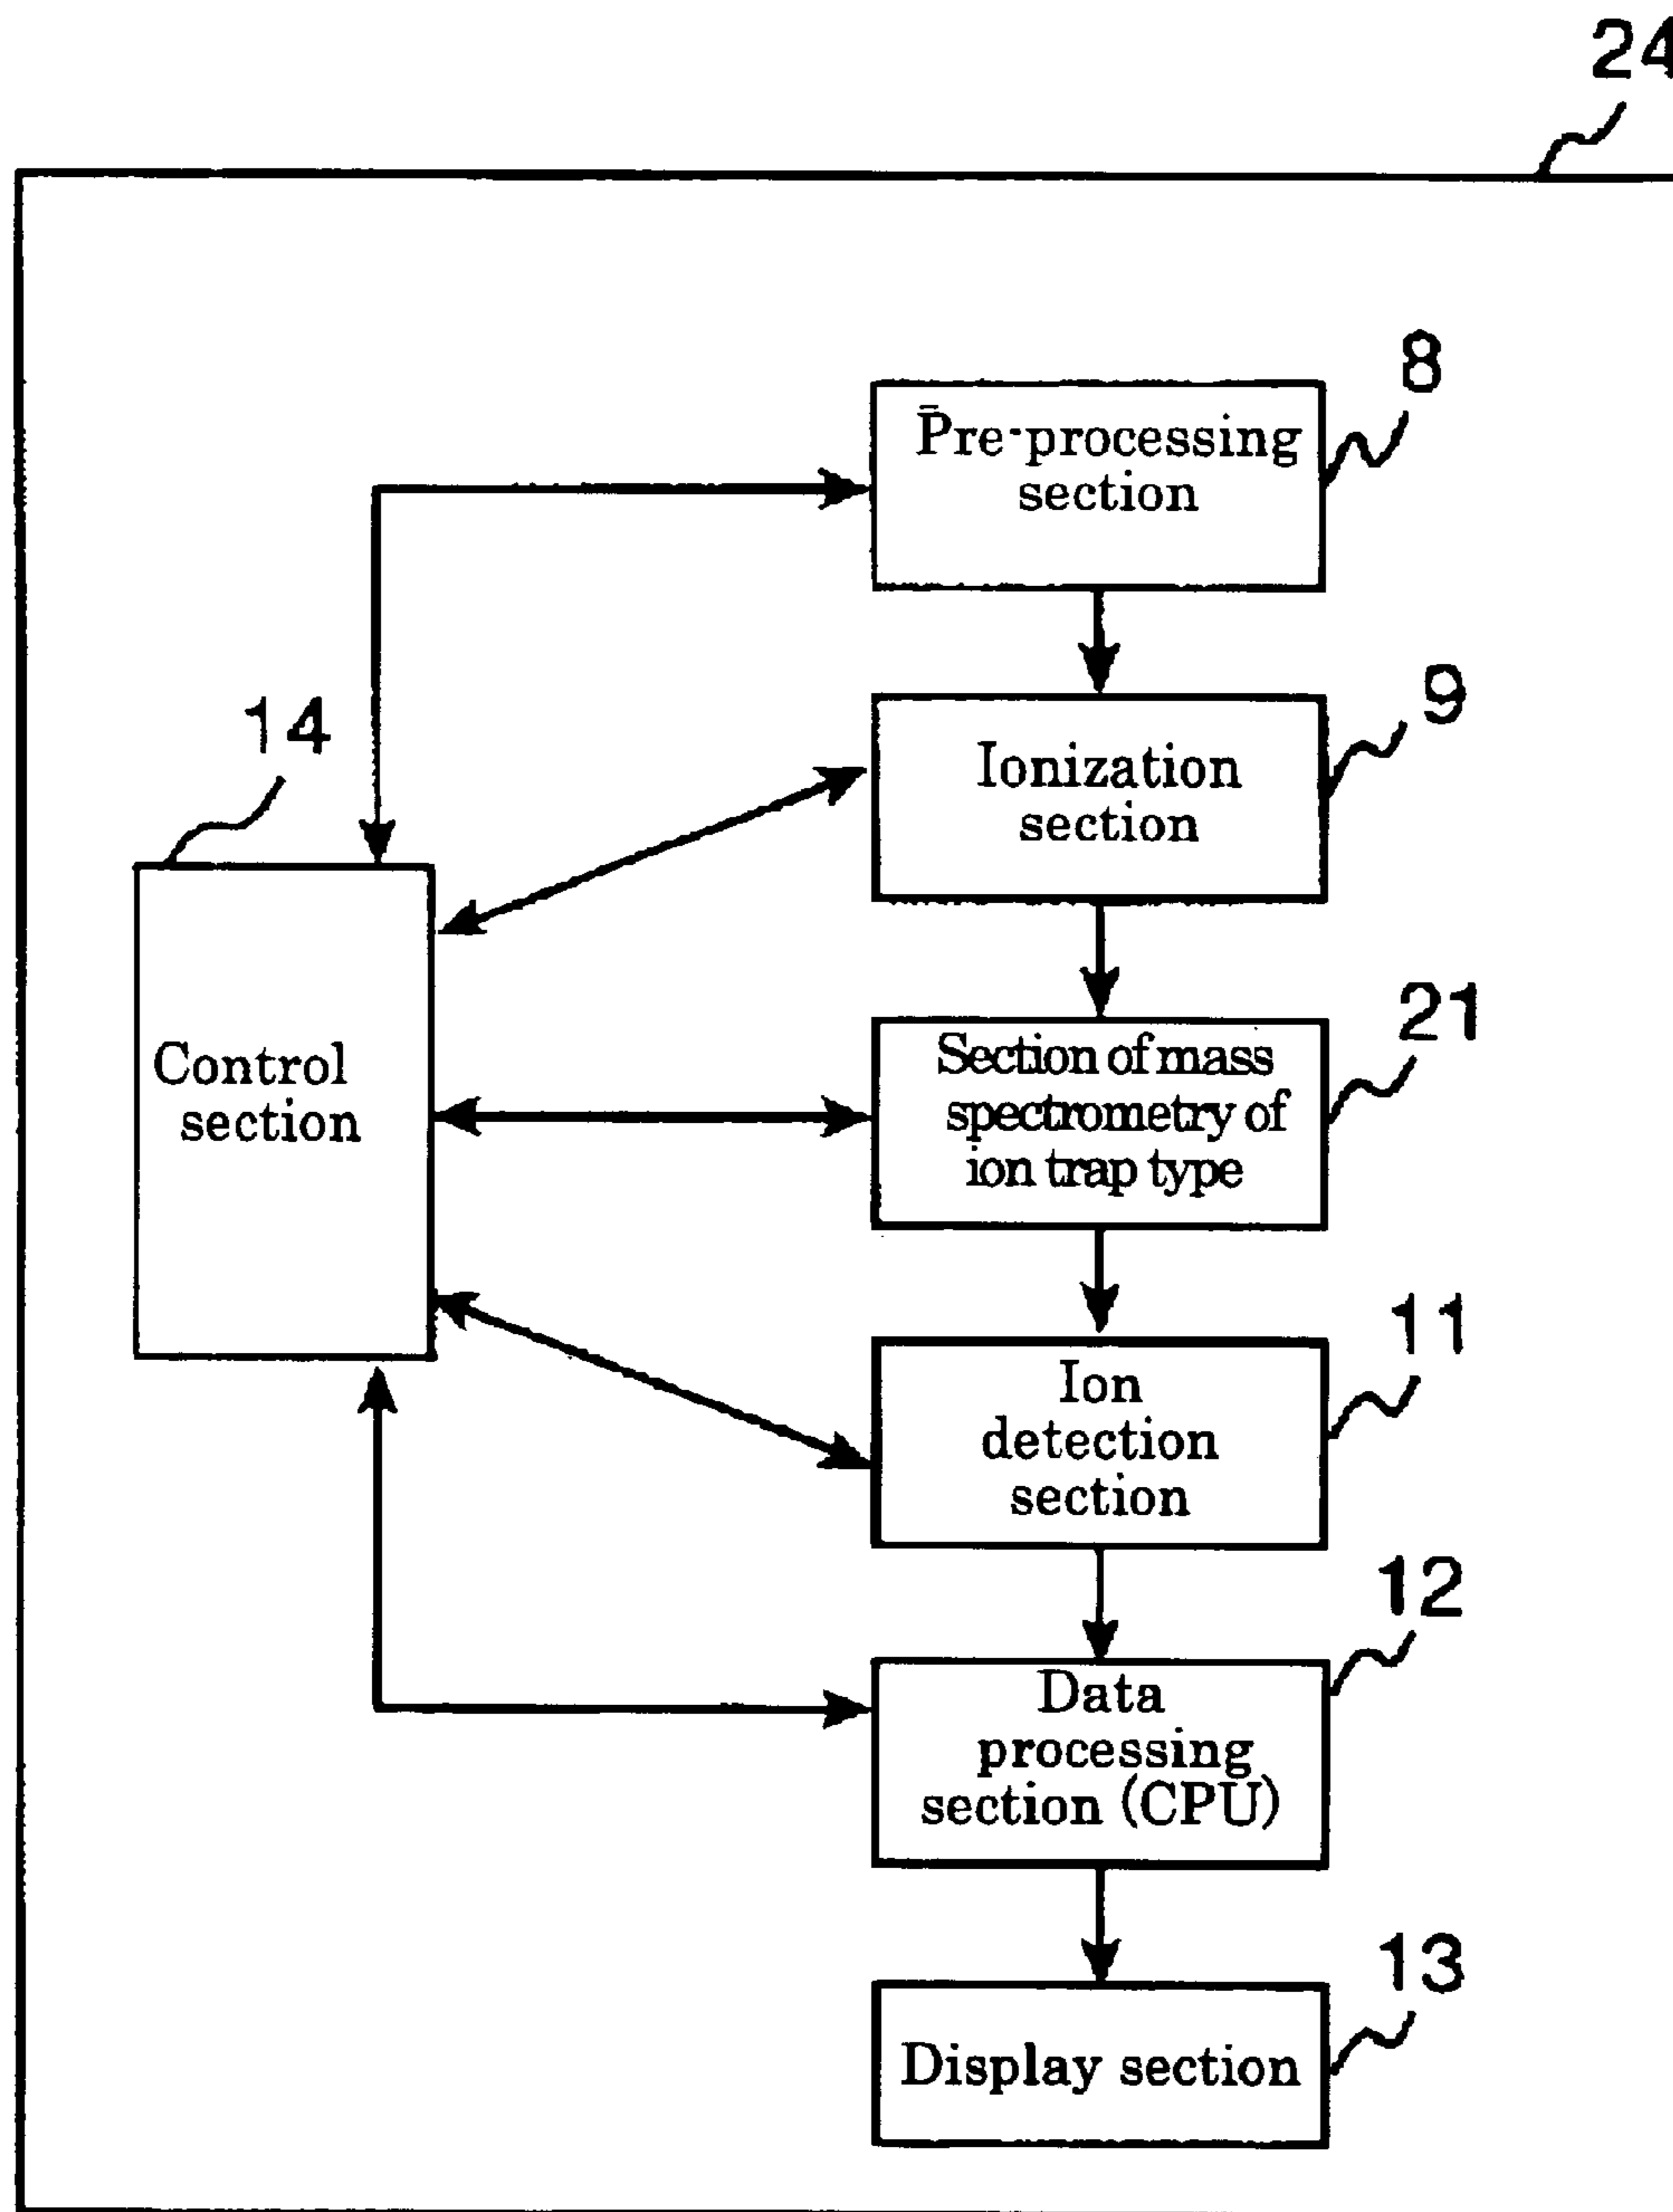 24
8
Pre-processing
section
9
Ionization
section
14
Control
section
21
Section of mass
spectrometry of
ion trap type
11
Ion
detection
section
12
Data
processing
section (CPU)
13
Display section